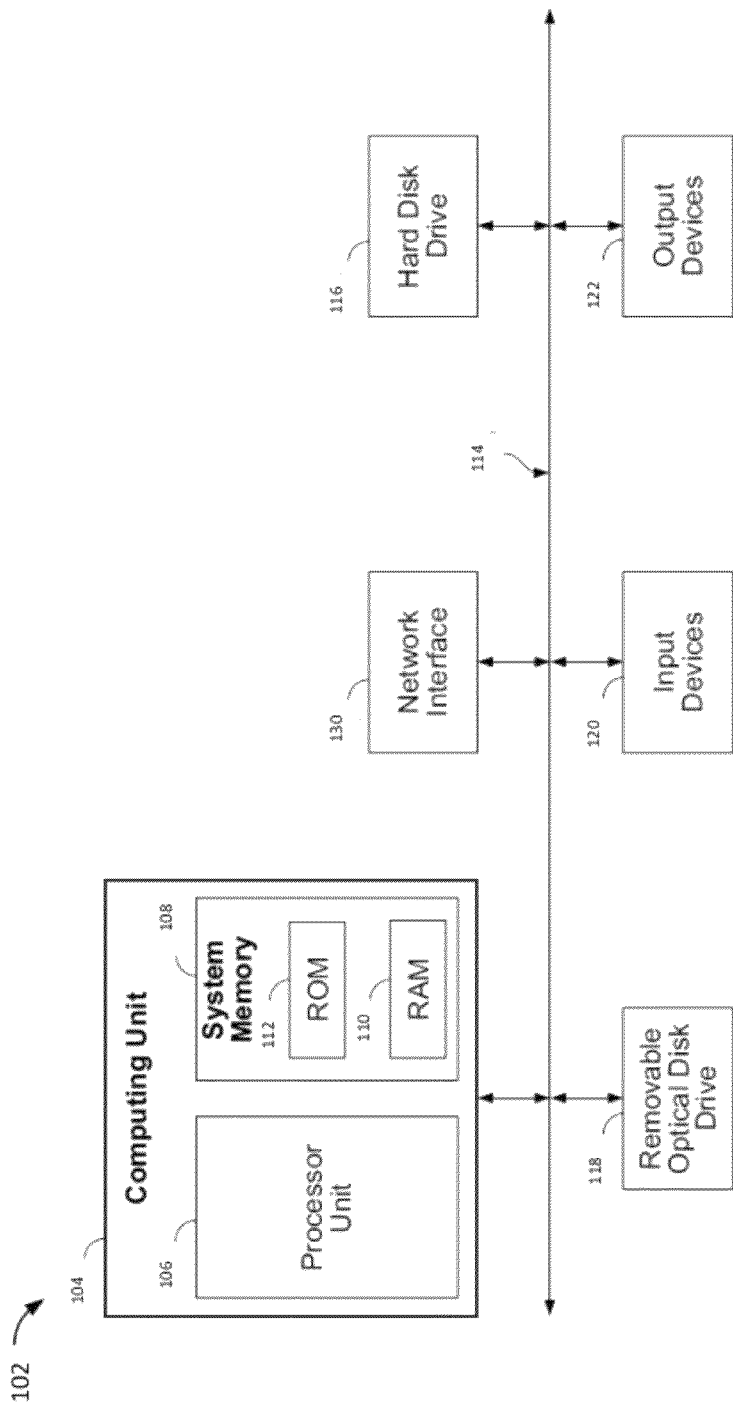 102
104
Computing Unit
106
Processor
Unit
108
System
Memory
112
ROM
110
RAM
130
Network
Interface
116
Hard Disk
Drive
114
118
Removable
Optical Disk
Drive
120
Input
Devices
122
Output
Devices